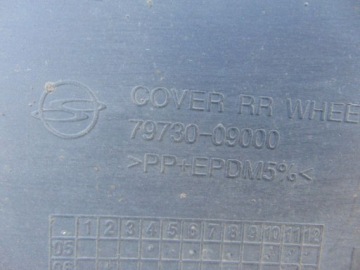 COVER RR WHEE
79730-09000
>PP+EPDM5%<
1 2 3 4 5 6 7 8 9 10 11 12
05